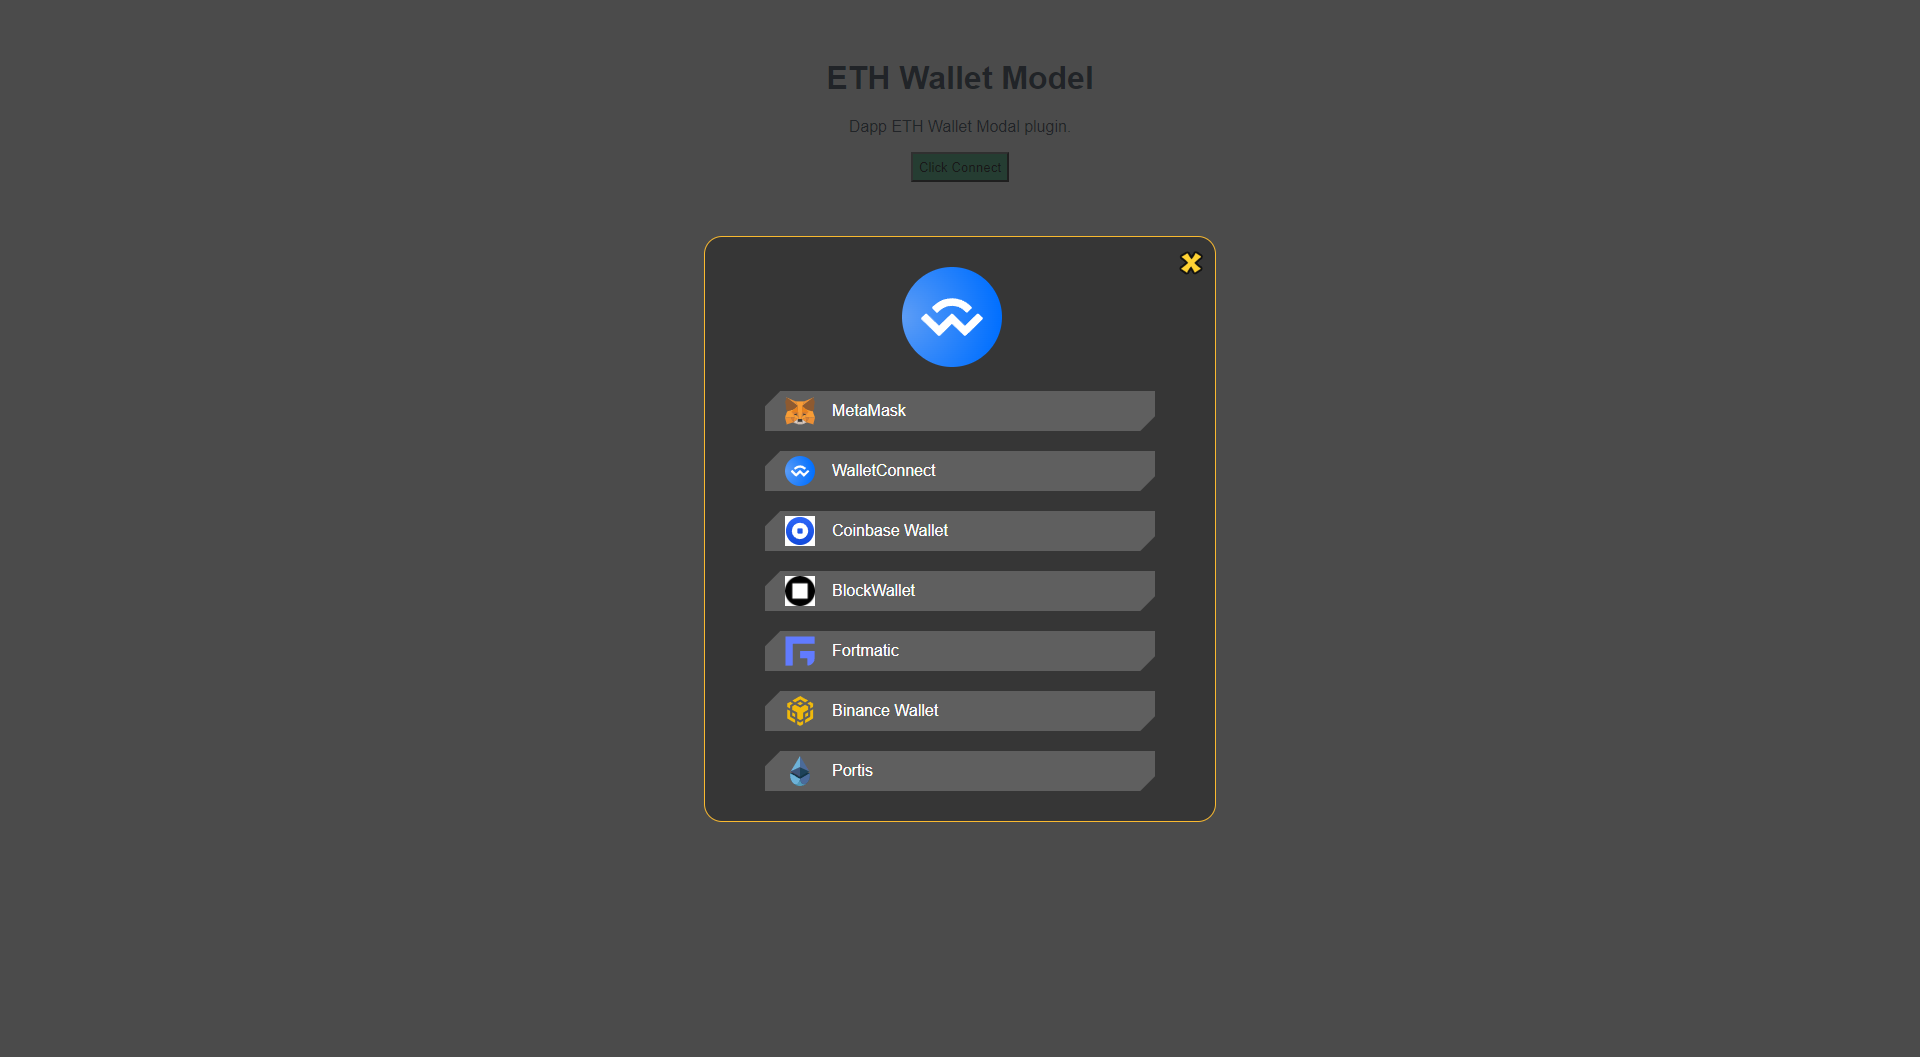 ETH Wallet Model
Dapp ETH Wallet Modal plugin.
Click Connect
MetaMask
WalletConnect
Coinbase Wallet
BlockWallet
Fortmatic
Binance Wallet
Portis